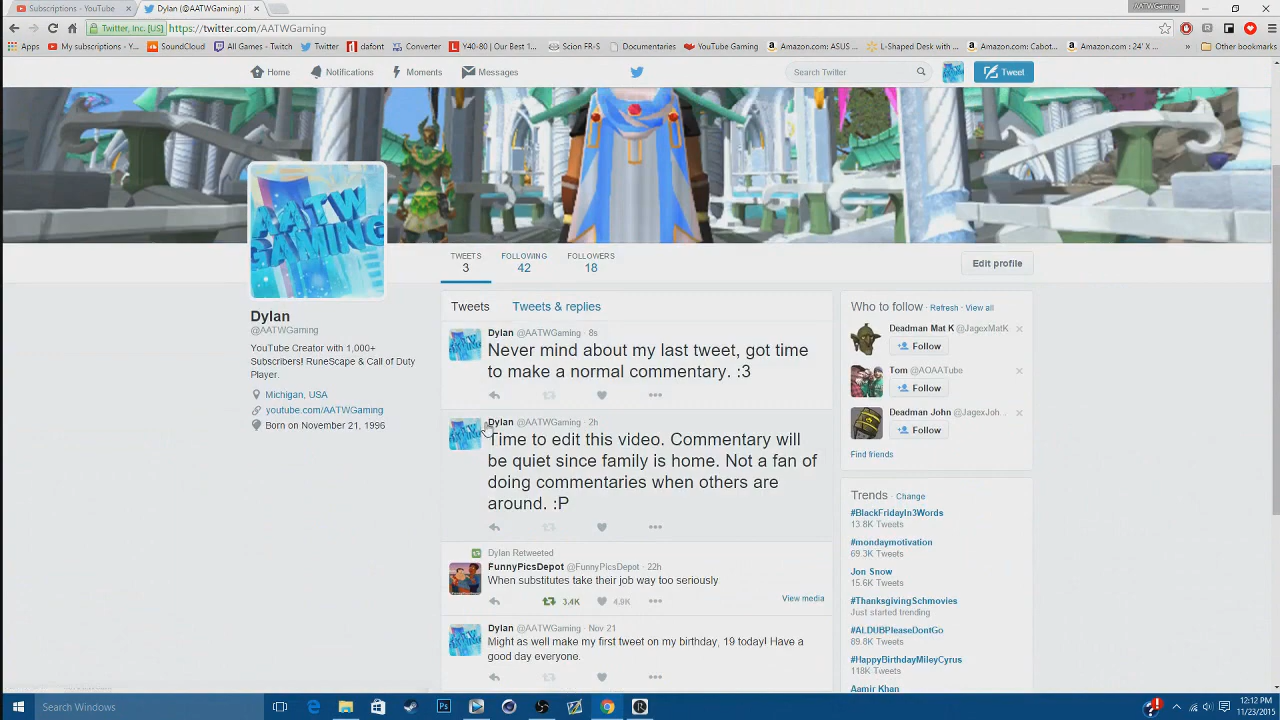 Subscriptions - YouTube
Dylan (@AATWGaming) |
AATWGaming
Twitter, Inc. [US]
https://twitter.com/AATWGaming
Apps
My subscriptions - Yo
SoundCloud
All Games - Twitch
Twitter
dafont
Converter
Y40-80 | Our Best 1...
Scion FR-S
Documentaries
YouTube Gaming
Amazon.com: ASUS ...
L-Shaped Desk with
Amazon.com: Cabot...
Amazon.com: 24' X
Other bookmarks
Home
Notifications
Moments
Messages
Search Twitter
Tweet
AATW
GAMING
TWEETS
3
FOLLOWING
42
FOLLOWERS
18
Edit profile
Dylan
@AATWGaming
YouTube Creator with 1,000+
Subscribers! RuneScape & Call of Duty
Player.
Michigan, USA
youtube.com/AATWGaming
Born on November 21, 1996
Tweets
Tweets & replies
Dylan @AATWGaming · 8s
Never mind about my last tweet, got time
to make a normal commentary. :3
Dylan @AATWGaming · 2h
Time to edit this video. Commentary will
be quiet since family is home. Not a fan of
doing commentaries when others are
around. :P
Dylan Retweeted
FunnyPicsDepot @FunnyPicsDepot · 22h
When substitutes take their job way too seriously
3.4K
4.9K
View media
Dylan @AATWGaming · Nov 21
Might as well make my first tweet on my birthday, 19 today! Have a
good day everyone.
Who to follow · Refresh · View all
Deadman Mat K @JagexMatK
Follow
Tom @AOAATube
Follow
Deadman John @JagexJoh...
Follow
Find friends
Trends · Change
#BlackFridayIn3Words
13.8K Tweets
#mondaymotivation
69.3K Tweets
Jon Snow
15.6K Tweets
#ThanksgivingSchmovies
Just started trending
#ALDUBPleaseDontGo
89.8K Tweets
#HappyBirthdayMileyCyrus
118K Tweets
Aamir Khan
Search Windows
12:12 PM
11/23/2015